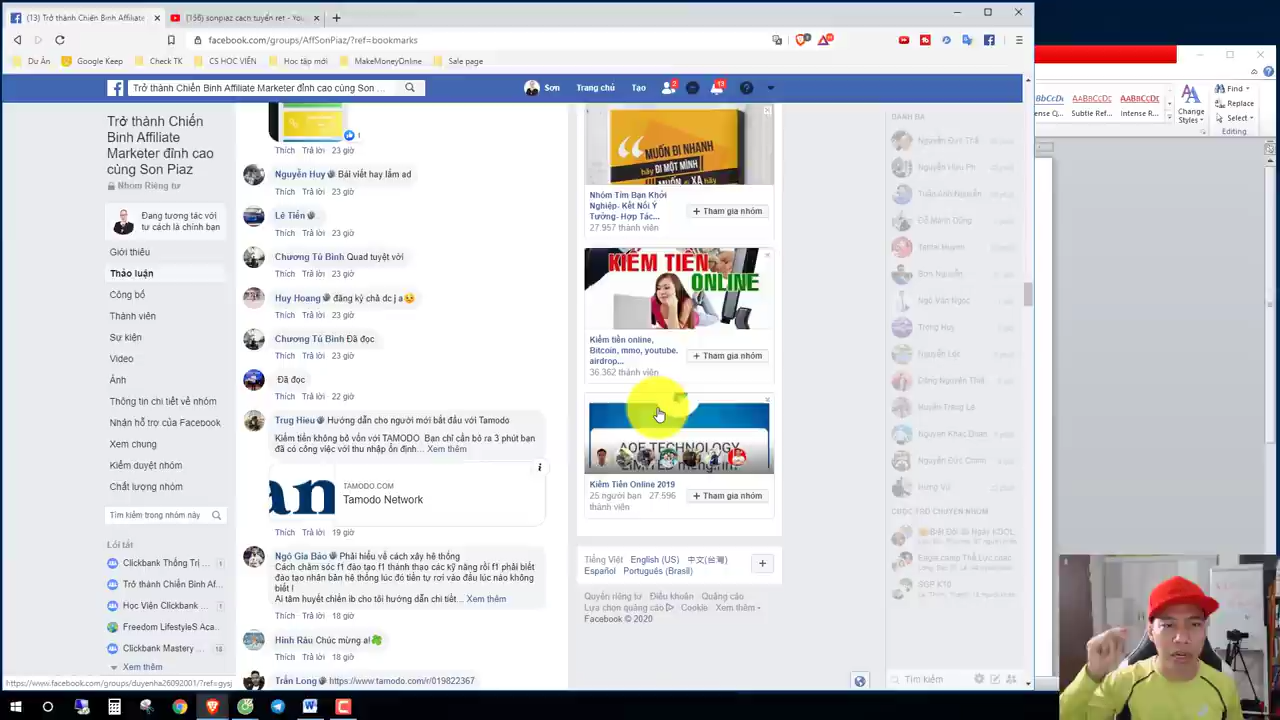 (13) Trở thành Chiến Binh Affiliate
[156] sonpiaz cach tuyển ref - You
facebook.com/groups/AffSonPiaz/?ref=bookmarks
Dự Án
Google Keep
Check TK
CS HOC VIÊN
Học tập mới
MakeMoneyOnline
Sale page
Trở thành Chiến Binh Affiliate Marketer đỉnh cao cùng Son ...
Sơn
Trang chủ
Tạo
2
13
Trở thành Chiến
Binh Affiliate
Marketer đỉnh cao
cùng Son Piaz
Nhóm Riêng tư
Đang tương tác với
tư cách là chính bạn
Giới thiệu
Thảo luận
Công bố
Thành viên
Sự kiện
Video
Ảnh
Thông tin chi tiết về nhóm
Nhận hỗ trợ của Facebook
Xem chung
Kiểm duyệt nhóm
Chất lượng nhóm
Tìm kiếm trong nhóm này
Lối tắt
Clickbank Thống Trị ... 1
Trở thành Chiến Binh Af...
Học Viện Clickbank ... 1
Freedom LifestyleS Aca...
Clickbank Mastery ... 18
Xem thêm
https://www.facebook.com/groups/duyenha26092001/?ref=gysj
1
Thích Trả lời 23 giờ
Nguyễn Huy Bài viết hay lắm ad
Thích Trả lời 23 giờ
Lê Tiến
Thích Trả lời 23 giờ
Chương Tú Bình Quad tuyệt vời
Thích Trả lời 23 giờ
Huy Hoang đăng ký chả dc j a
Thích Trả lời 23 giờ
Chương Tú Bình Đã đọc
Thích Trả lời 23 giờ
Đã đọc
Thích Trả lời 22 giờ
Trug Hieu Hướng dẫn cho người mới bắt đầu với Tamodo
Kiếm tiền không bỏ vốn với TAMODO Bạn chỉ cần bỏ ra 3 phút bạn
đã có công việc với thu nhập ổn định... Xem thêm
an
TAMODO.COM
Tamodo Network
Thích Trả lời 19 giờ
Ngô Gia Bảo Phải hiểu về cách xây hệ thống
Cách chăm sóc f1 đào tạo f1 thành thạo các kỹ năng rồi f1 phải biết
đào tạo nhân bản hệ thống lúc đó tiền tự rơi vào đầu lúc nào không
biết !
Ai tâm huyết chiến ib cho tôi hướng dẫn chi tiết... Xem thêm
Thích Trả lời 18 giờ
Hinh Râu Chúc mừng a!
Thích Trả lời 18 giờ
Trần Long https://www.tamodo.com/r/019822367
MUỐN ĐI NHANH
hãy ĐI MỘT MÌNH
Nhóm Tìm Bạn Khởi
Nghiệp- Kết Nối Ý
Tưởng- Hợp Tác...
27.957 thành viên
+ Tham gia nhóm
KIẾM TIỀN
ONLINE
Kiếm tiền online,
Bitcoin, mmo, youtube.
airdrop...
36.362 thành viên
+ Tham gia nhóm
AOF TECHNOLOGY
Kiếm Tiền Online 2019
25 người bạn 27.596
thành viên
+ Tham gia nhóm
Tiếng Việt English (US) 中文(台灣)
Español Português (Brasil)
Quyền riêng tư Điều khoản Quảng cáo
Lựa chọn quảng cáo Cookie Xem thêm
Facebook © 2020
Tìm kiếm
Subtle Ref...
Intense R...
Change
Styles
Find
Replace
Select
Editing